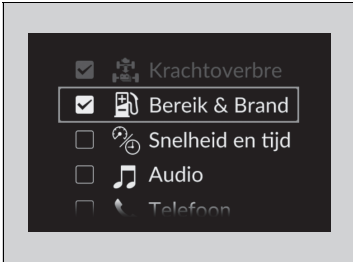 Krachtoverbre
Bereik & Brand
Snelheid en tijd
Audio
Telefoon